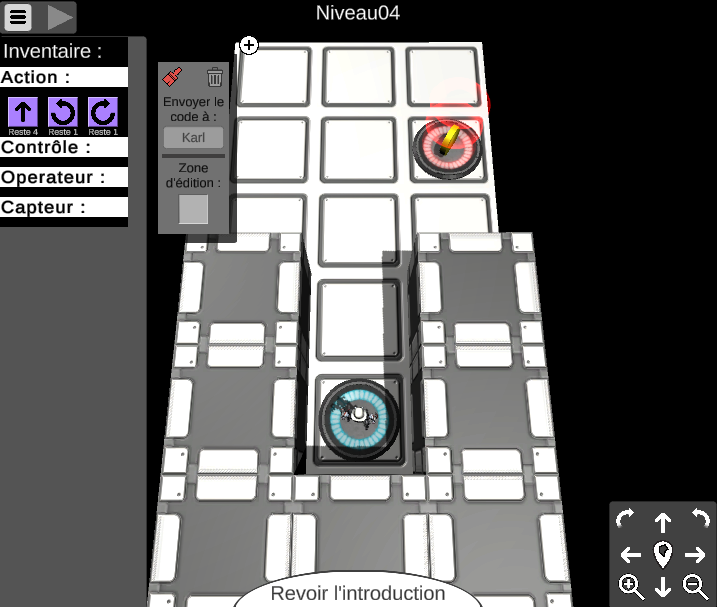 Niveau04
Inventaire :
Action :
Reste 4 Reste 1 Reste 1
Contrôle :
Operateur :
Capteur :
Envoyer le
code à :
Karl
Zone
d'édition :
Revoir l'introduction